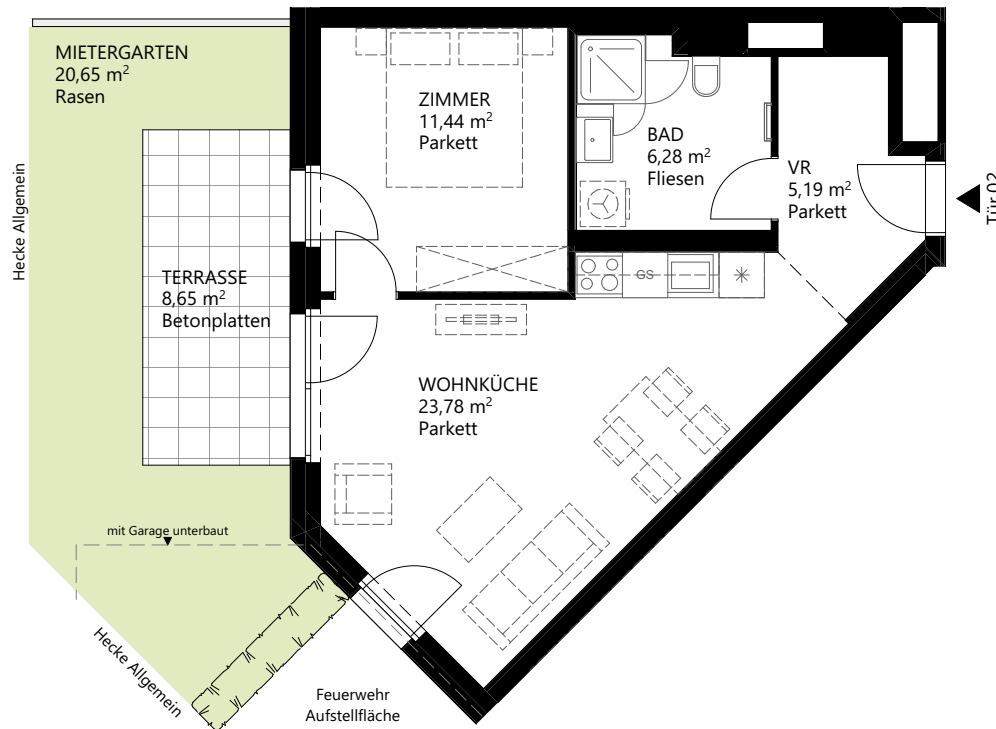 MIETERGARTEN
20,65 m²
Rasen
ZIMMER
11,44 m²
Parkett
BAD
6,28 m²
Fliesen
VR
5,19 m²
Parkett
Tür 02
Hecke Allgemein
TERRASSE
8,65 m²
Betonplatten
GS
WOHNKÜCHE
23,78 m²
Parkett
mit Garage unterbaut
Hecke Allgemein
Feuerwehr
Aufstellfläche